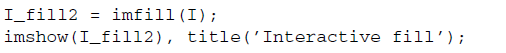 I_fill2 = imfill(I);
imshow(I_fill2), title('Interactive fill');